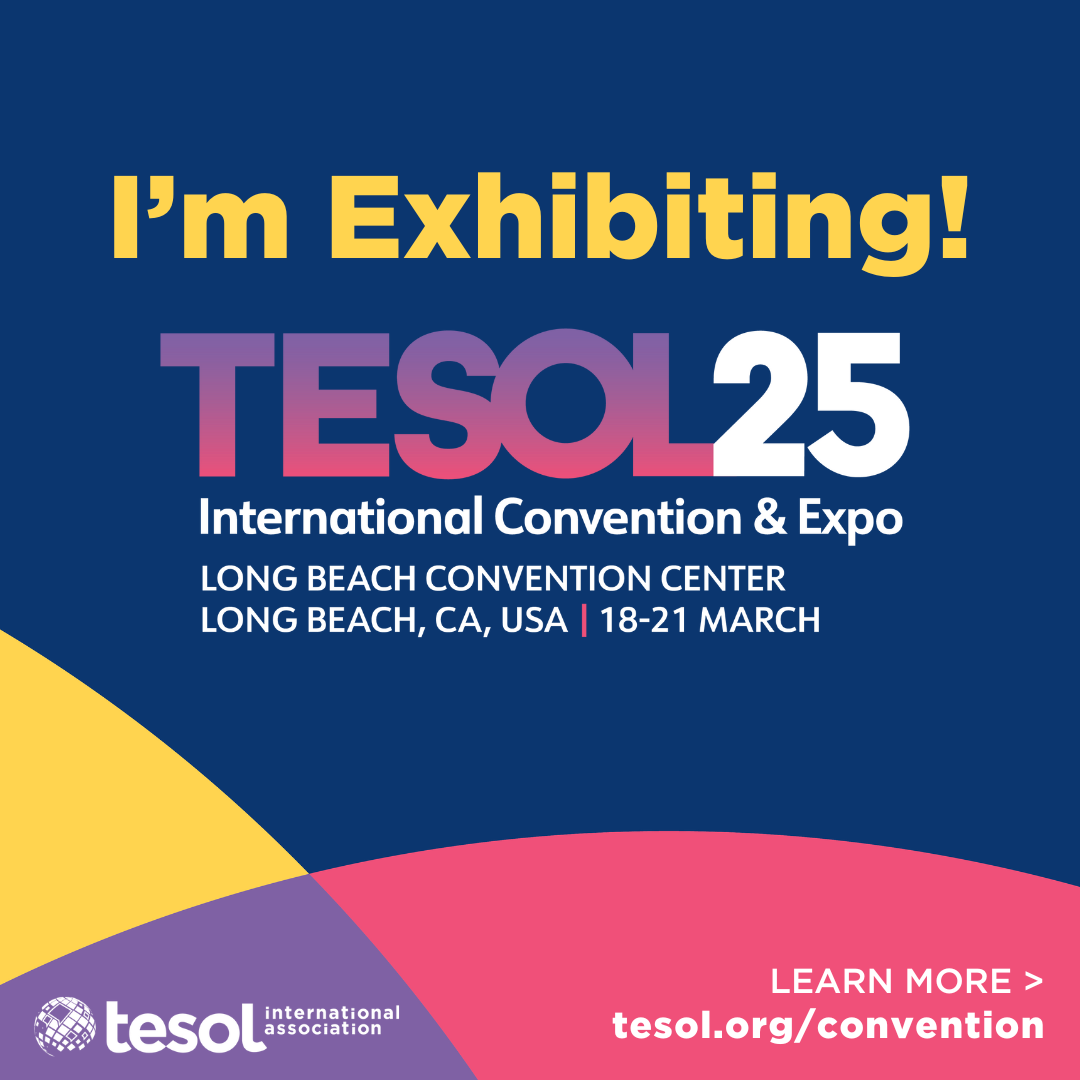 I’m Exhibiting!
TESOL25
International Convention & Expo
LONG BEACH CONVENTION CENTER
LONG BEACH, CA, USA | 18-21 MARCH
LEARN MORE >
tesol.org/convention
tesol international association